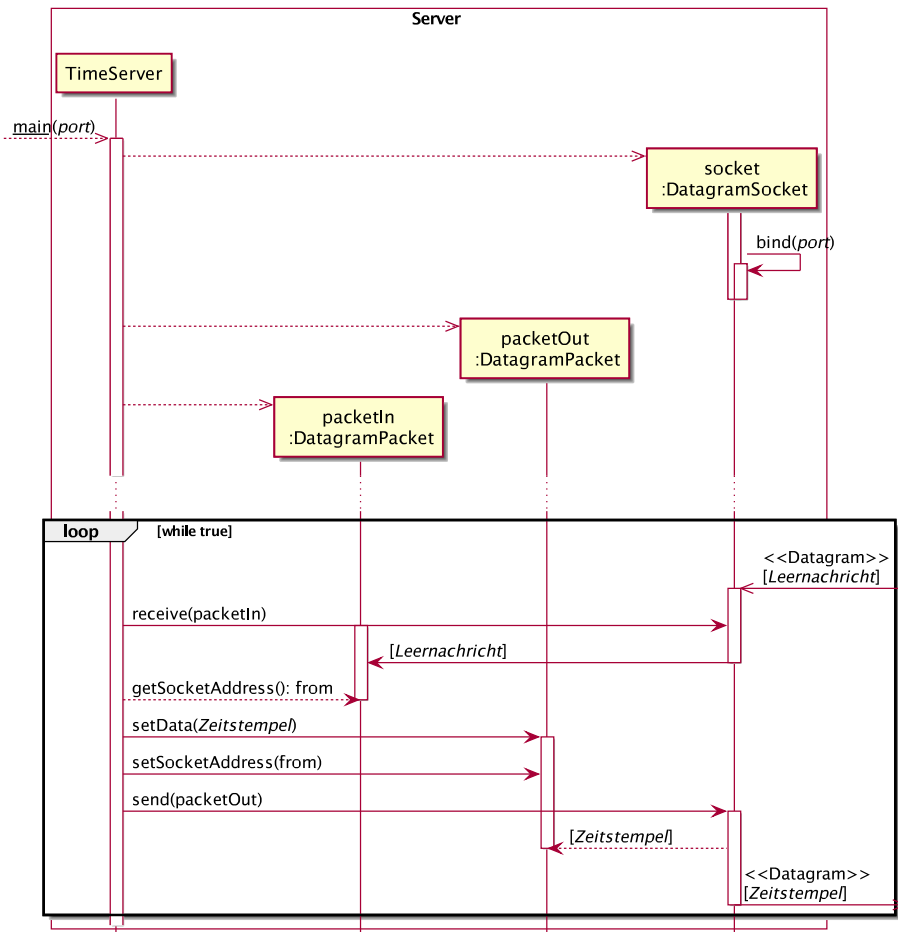 Server
TimeServer
main(port)
socket
:DatagramSocket
bind(port)
packetOut
:DatagramPacket
packetIn
:DatagramPacket
loop [while true]
<<Datagram>>
[Leernachricht]
receive(packetIn)
[Leernachricht]
getSocketAddress(): from
setData(Zeitstempel)
setSocketAddress(from)
send(packetOut)
[Zeitstempel]
<<Datagram>>
[Zeitstempel]